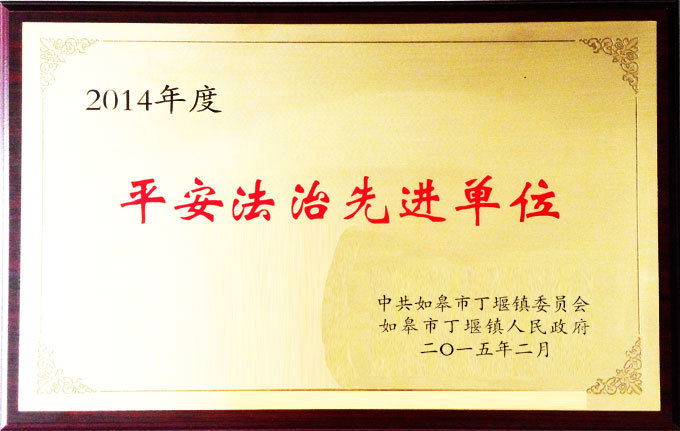 2014年度
平安法治先进单位
中共如皋市丁堰镇委员会
如皋市丁堰镇人民政府
二〇一五年二月